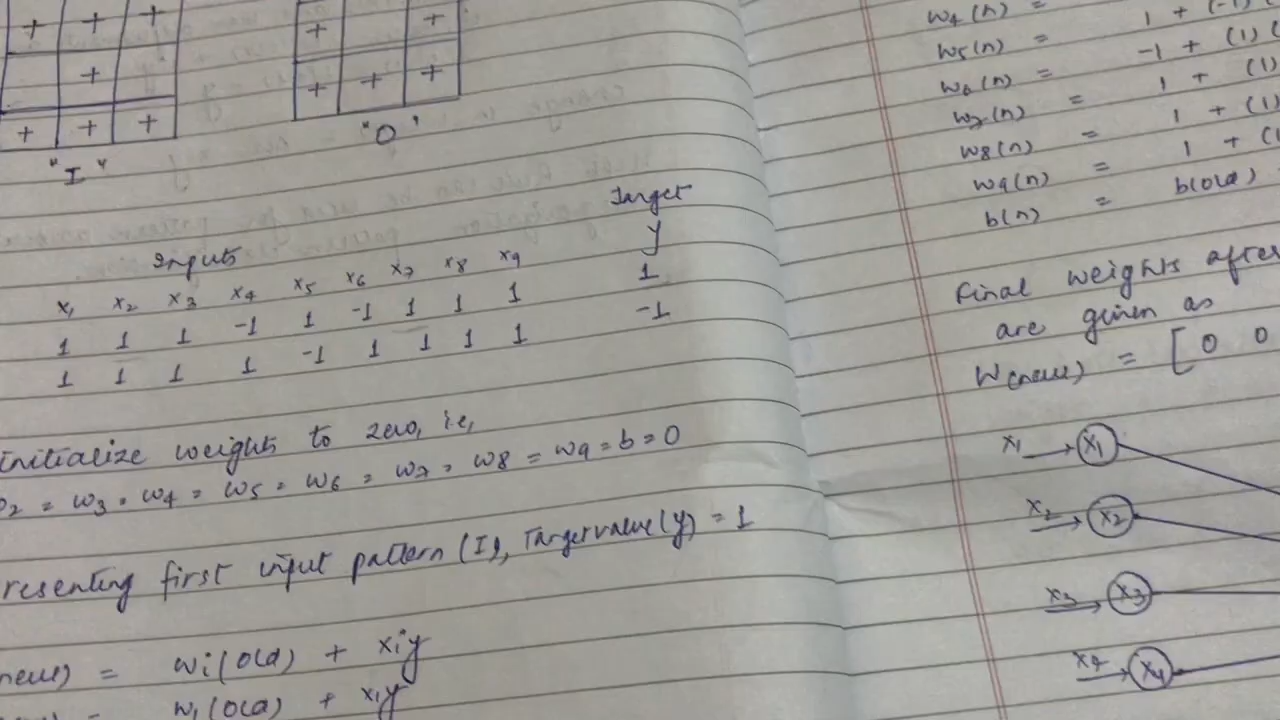 + + +
+
+ + +
"I"
+ +
+ + +
"O"
Inputs Target
x1 x2 x3 x4 x5 x6 x7 x8 x9 y
1 1 1 -1 1 -1 1 1 1 1
1 1 1 1 -1 1 1 1 1 -1
initialize weights to zero, i.e,
2 = w3 = w4 = w5 = w6 = w7 = w8 = w9 = b = 0
resenting first input pattern (I), Target value (y) = 1
new) = wi(old) + xiy
= w1(old) + x1y
w4(n) =
w5(n) = 1 + (-1)
w6(n) = -1 + (1) (
w7(n) = 1 + (1)
w8(n) = 1 + (1)
w9(n) = 1 + (
b(n) = b(old)
Final weights after
are given as
W(new) = [ 0 0
x1 X1
x2 X2
x3 X3
x4 X4